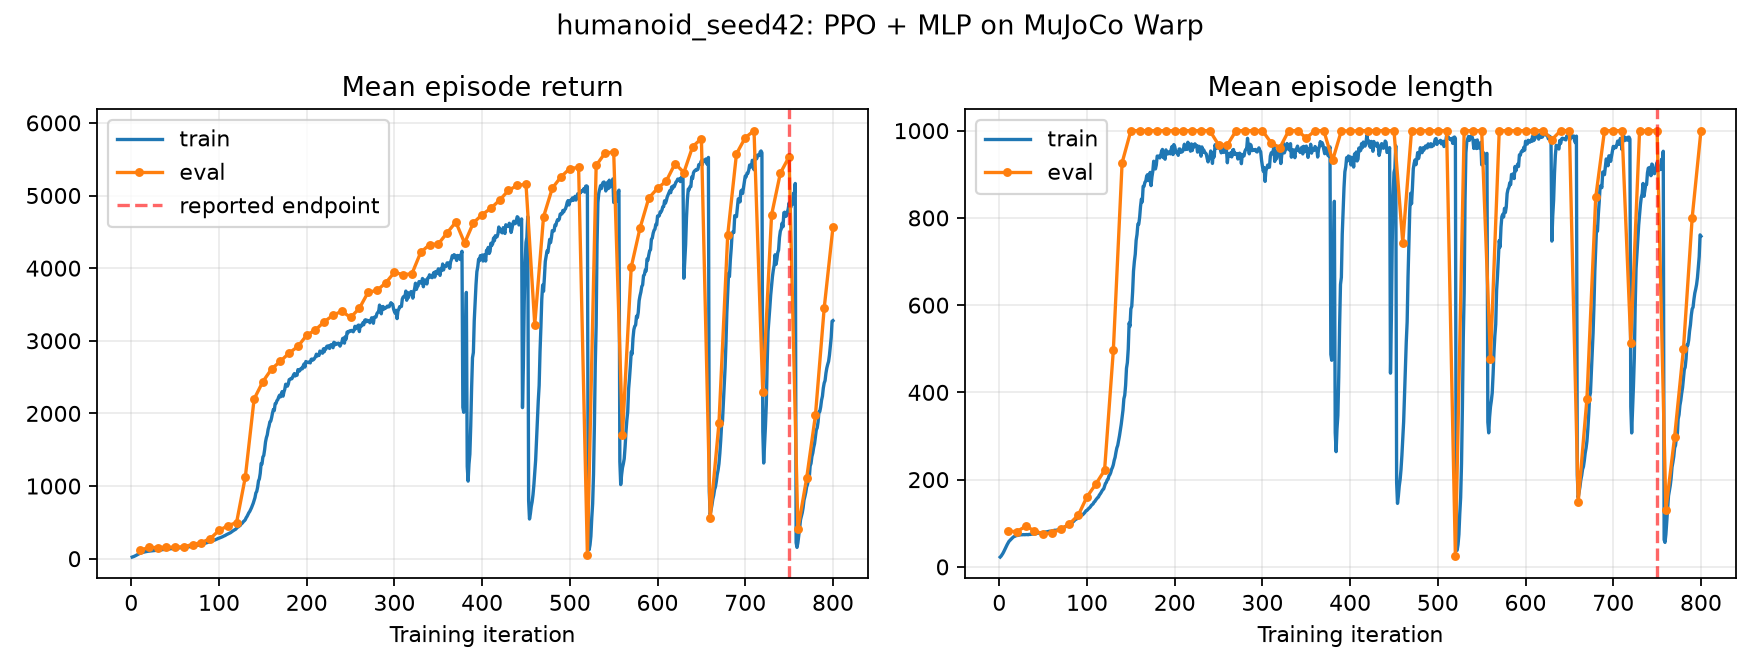 humanoid_seed42: PPO + MLP on MuJoCo Warp
Mean episode return
6000
5000
4000
3000
2000
1000
0
train
eval
reported endpoint
0 100 200 300 400 500 600 700 800
Training iteration
Mean episode length
1000
800
600
400
200
0
train
eval
0 100 200 300 400 500 600 700 800
Training iteration